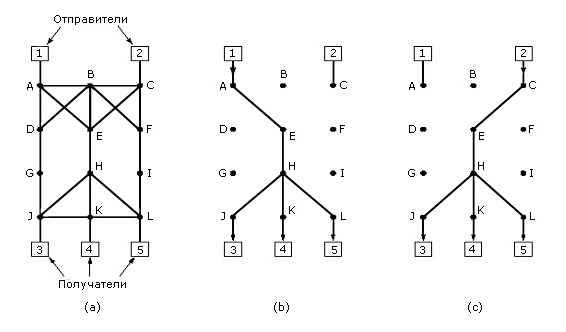 Отправители
1 2 1 2 1 2
A B C A B C A B C
D E F D E F D E F
G H I G H I G H I
J K L J K L J K L
3 4 5 3 4 5 3 4 5
Получатели
(a) (b) (c)